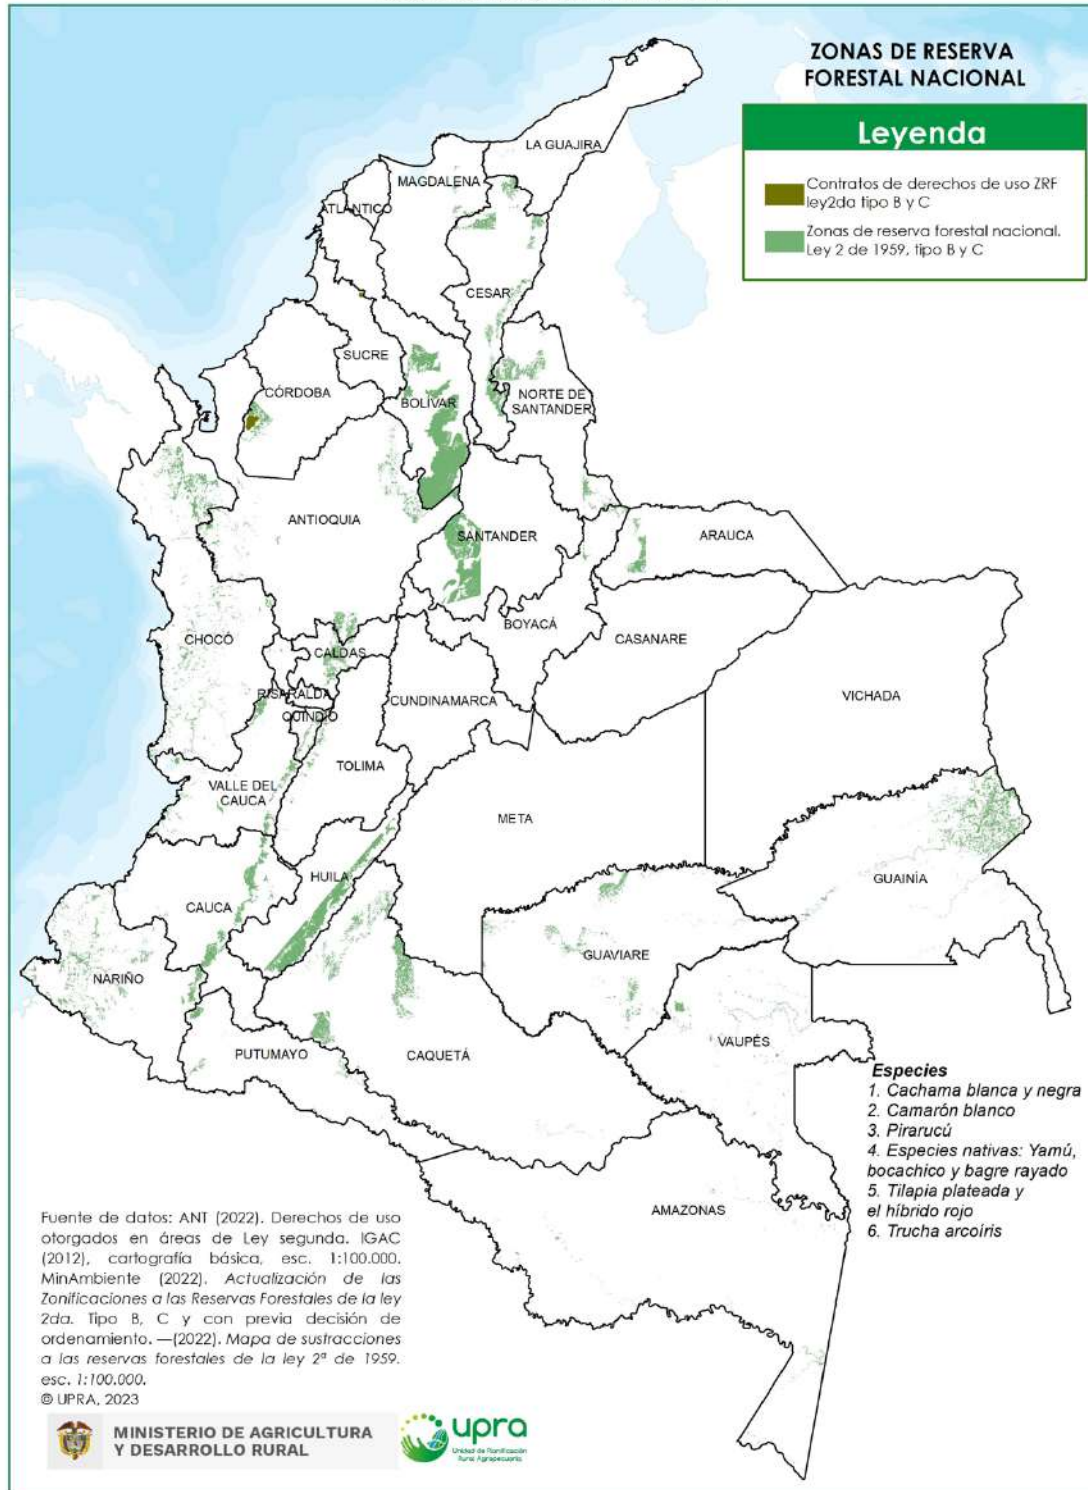 ZONAS DE RESERVA
FORESTAL NACIONAL
Leyenda
Contratos de derechos de uso ZRF
ley2da tipo B y C
Zonas de reserva forestal nacional.
Ley 2 de 1959, tipo B y C
LA GUAJIRA
MAGDALENA
ATLÁNTICO
CESAR
SUCRE
CÓRDOBA
BOLÍVAR
NORTE DE
SANTANDER
ANTIOQUIA
SANTANDER
ARAUCA
BOYACÁ
CHOCÓ
CALDAS
CASANARE
RISARALDA
CUNDINAMARCA
VICHADA
QUINDIO
TOLIMA
VALLE DEL
CAUCA
META
HUILA
GUAINÍA
CAUCA
GUAVIARE
NARIÑO
VAUPÉS
PUTUMAYO
CAQUETÁ
AMAZONAS
Especies
1. Cachama blanca y negra
2. Camarón blanco
3. Pirarucú
4. Especies nativas: Yamú,
bocachico y bagre rayado
5. Tilapia plateada y
el híbrido rojo
6. Trucha arcoíris
Fuente de datos: ANT (2022). Derechos de uso
otorgados en áreas de Ley segunda. IGAC
(2012), cartografía básica, esc. 1:100.000.
MinAmbiente (2022). Actualización de las
Zonificaciones a las Reservas Forestales de la ley
2da. Tipo B, C y con previa decisión de
ordenamiento. —(2022). Mapa de sustracciones
a las reservas forestales de la ley 2ª de 1959.
esc. 1:100.000.
© UPRA, 2023
MINISTERIO DE AGRICULTURA
Y DESARROLLO RURAL
upra
Unidad de Planificación
Rural Agropecuaria